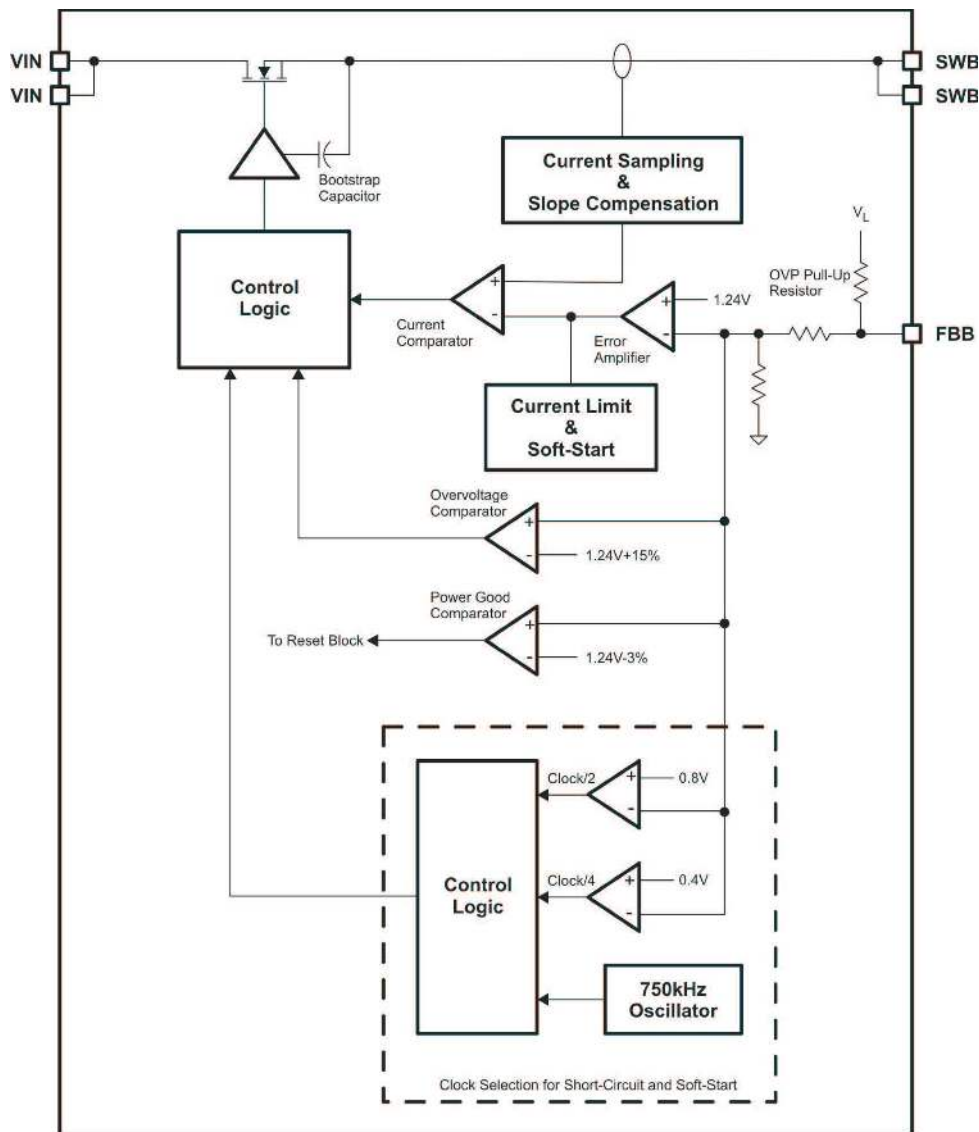 VIN
SWB
VIN
SWB
Bootstrap
Capacitor
Current Sampling
&
Slope Compensation
VL
Control
Logic
OVP Pull-Up
Resistor
+
-
Current
Comparator
+
-
1.24V
Error
Amplifier
FBB
Current Limit
&
Soft-Start
Overvoltage
Comparator
+
-
1.24V+15%
Power Good
Comparator
To Reset Block
+
-
1.24V-3%
Clock/2
+
-
0.8V
Control
Logic
Clock/4
+
-
0.4V
750kHz
Oscillator
Clock Selection for Short-Circuit and Soft-Start